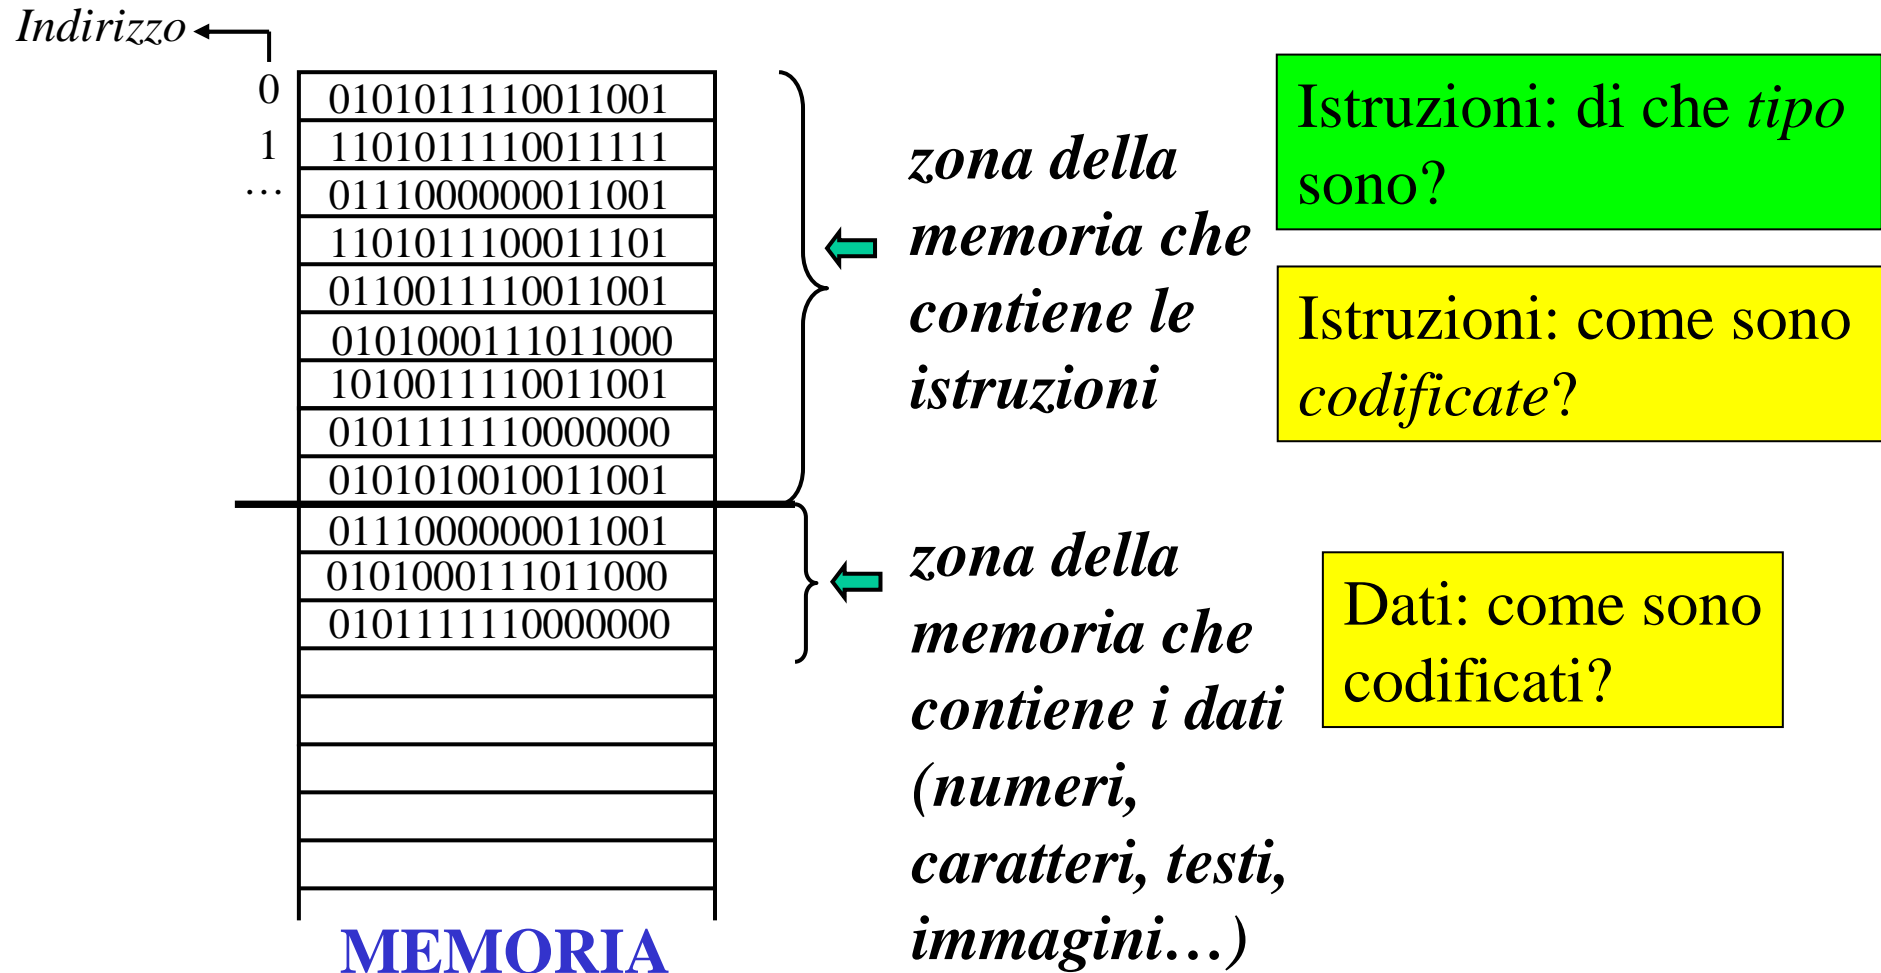 Indirizzo
0 0101011110011001
1 1101011110011111
… 0111000000011001
1101011100011101
0110011110011001
0101000111011000
1010011110011001
0101111110000000
0101010010011001
0111000000011001
0101000111011000
0101111110000000
MEMORIA
zona della
memoria che
contiene le
istruzioni
zona della
memoria che
contiene i dati
(numeri,
caratteri, testi,
immagini…)
Istruzioni: di che tipo
sono?
Istruzioni: come sono
codificate?
Dati: come sono
codificati?